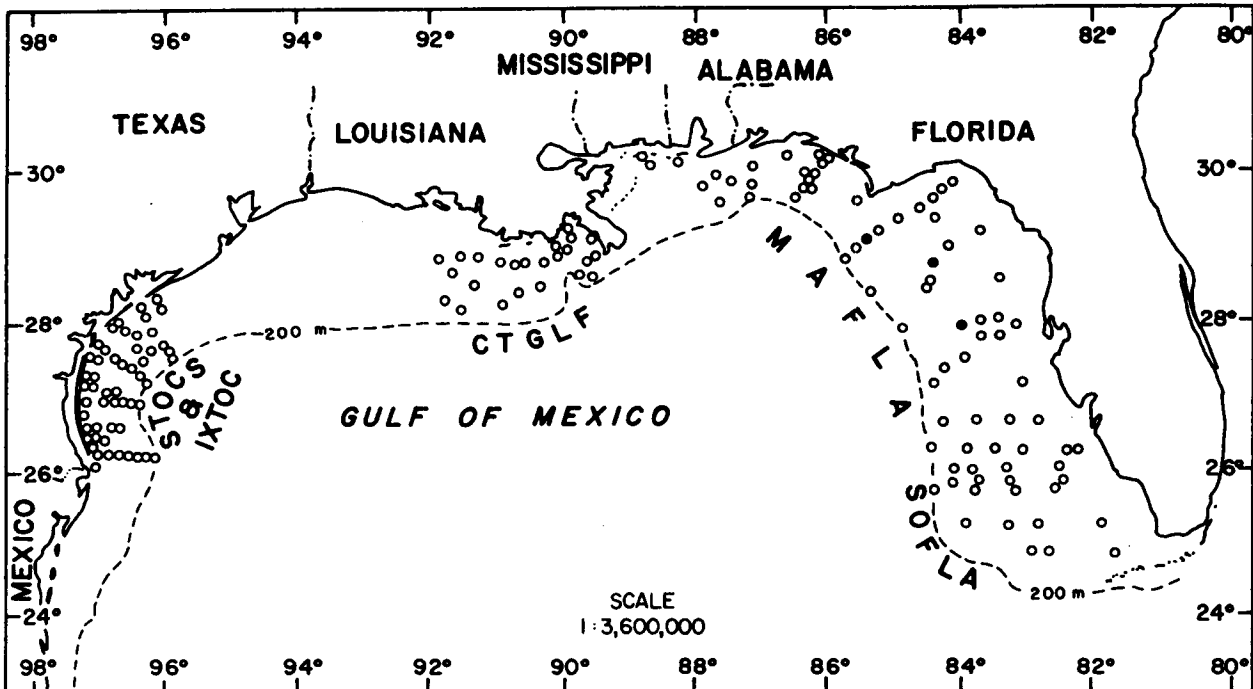 98° 96° 94° 92° 90° 88° 86° 84° 82° 80°
MISSISSIPPI ALABAMA
TEXAS LOUISIANA FLORIDA
30° 30°
MAFLA
28° 28°
200 m
CTGLF
STOCS
&
IXTOC
GULF OF MEXICO
26° 26°
SOFLA
MEXICO
200 m
SCALE
1:3,600,000
24° 24°
98° 96° 94° 92° 90° 88° 86° 84° 82° 80°